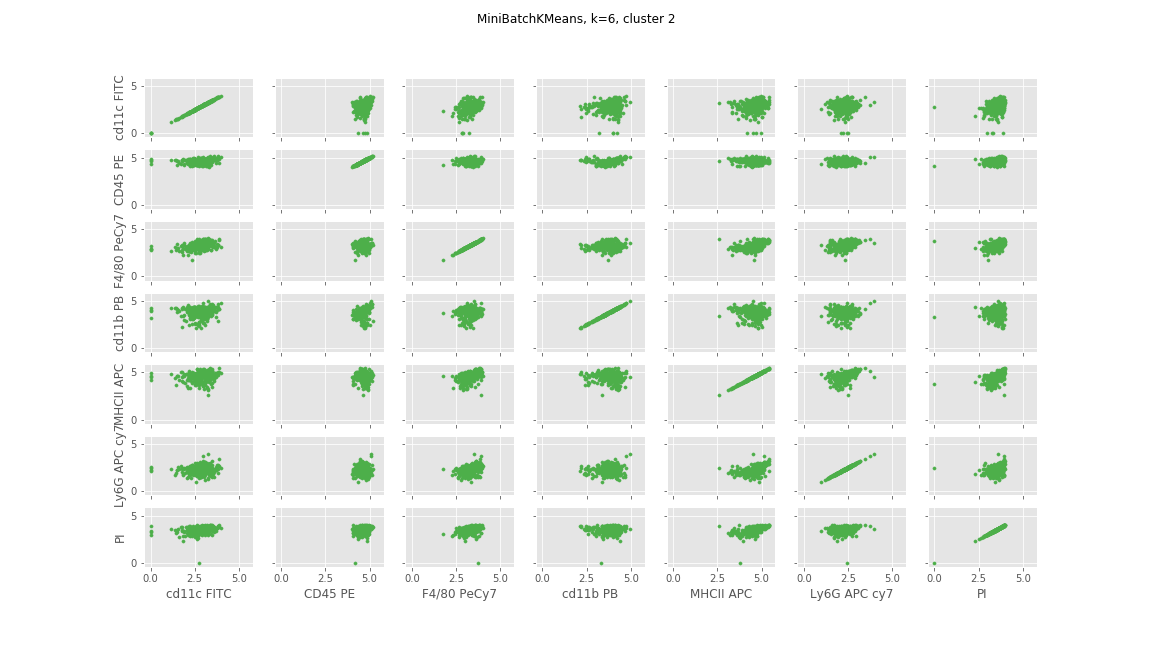 MiniBatchKMeans, k=6, cluster 2
cd11c FITC
5
0
CD45 PE
5
0
F4/80 PeCy7
5
0
cd11b PB
5
0
MHCII APC
5
0
Ly6G APC cy7
5
0
PI
5
0
0.0 2.5 5.0 0.0 2.5 5.0 0.0 2.5 5.0 0.0 2.5 5.0 0.0 2.5 5.0 0.0 2.5 5.0 0.0 2.5 5.0
cd11c FITC CD45 PE F4/80 PeCy7 cd11b PB MHCII APC Ly6G APC cy7 PI